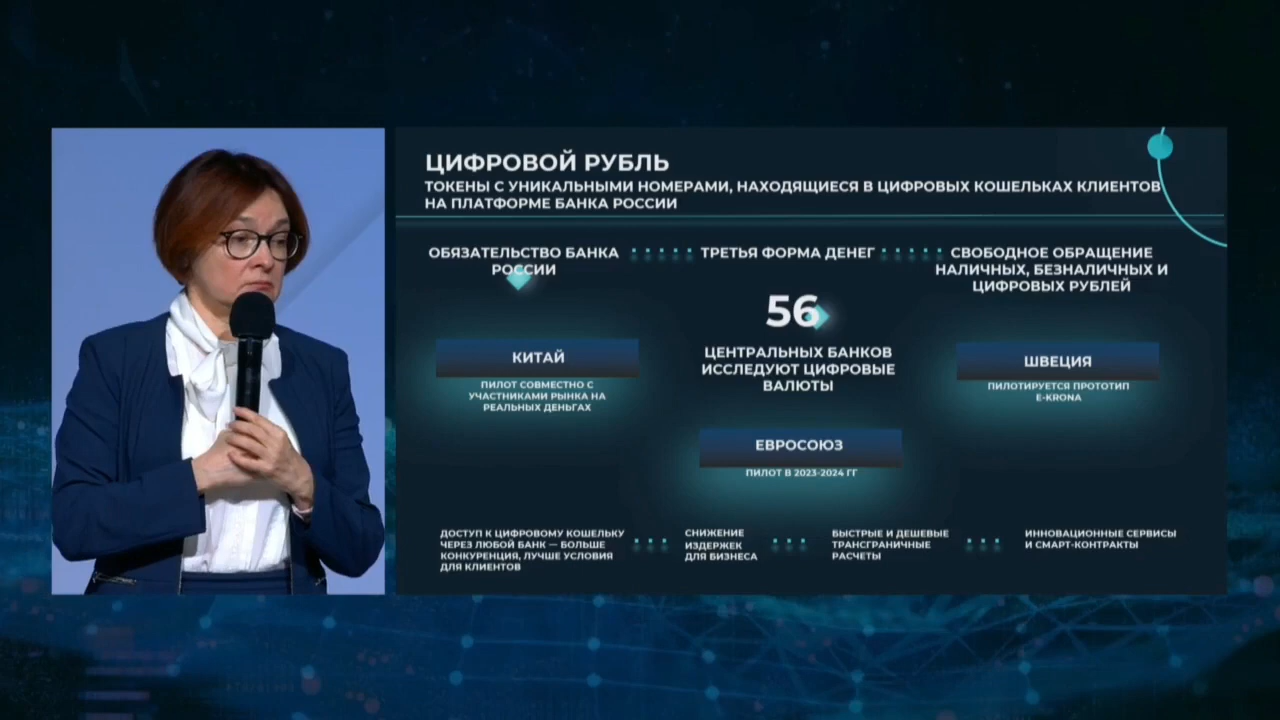 ЦИФРОВОЙ РУБЛЬ
ТОКЕНЫ С УНИКАЛЬНЫМИ НОМЕРАМИ, НАХОДЯЩИЕСЯ В ЦИФРОВЫХ КОШЕЛЬКАХ КЛИЕНТОВ
НА ПЛАТФОРМЕ БАНКА РОССИИ
ОБЯЗАТЕЛЬСТВО БАНКА
РОССИИ
ТРЕТЬЯ ФОРМА ДЕНЕГ
СВОБОДНОЕ ОБРАЩЕНИЕ
НАЛИЧНЫХ, БЕЗНАЛИЧНЫХ И
ЦИФРОВЫХ РУБЛЕЙ
56
ЦЕНТРАЛЬНЫХ БАНКОВ
ИССЛЕДУЮТ ЦИФРОВЫЕ
ВАЛЮТЫ
КИТАЙ
ПИЛОТ СОВМЕСТНО С
УЧАСТНИКАМИ РЫНКА НА
РЕАЛЬНЫХ ДЕНЬГАХ
ШВЕЦИЯ
ПИЛОТИРУЕТСЯ ПРОТОТИП
E-KRONA
ЕВРОСОЮЗ
ПИЛОТ В 2023-2024 ГГ
ДОСТУП К ЦИФРОВОМУ КОШЕЛЬКУ
ЧЕРЕЗ ЛЮБОЙ БАНК — БОЛЬШЕ
КОНКУРЕНЦИЯ, ЛУЧШЕ УСЛОВИЯ
ДЛЯ КЛИЕНТОВ
СНИЖЕНИЕ
ИЗДЕРЖЕК
ДЛЯ БИЗНЕСА
БЫСТРЫЕ И ДЕШЕВЫЕ
ТРАНСГРАНИЧНЫЕ
РАСЧЕТЫ
ИННОВАЦИОННЫЕ СЕРВИСЫ
И СМАРТ-КОНТРАКТЫ